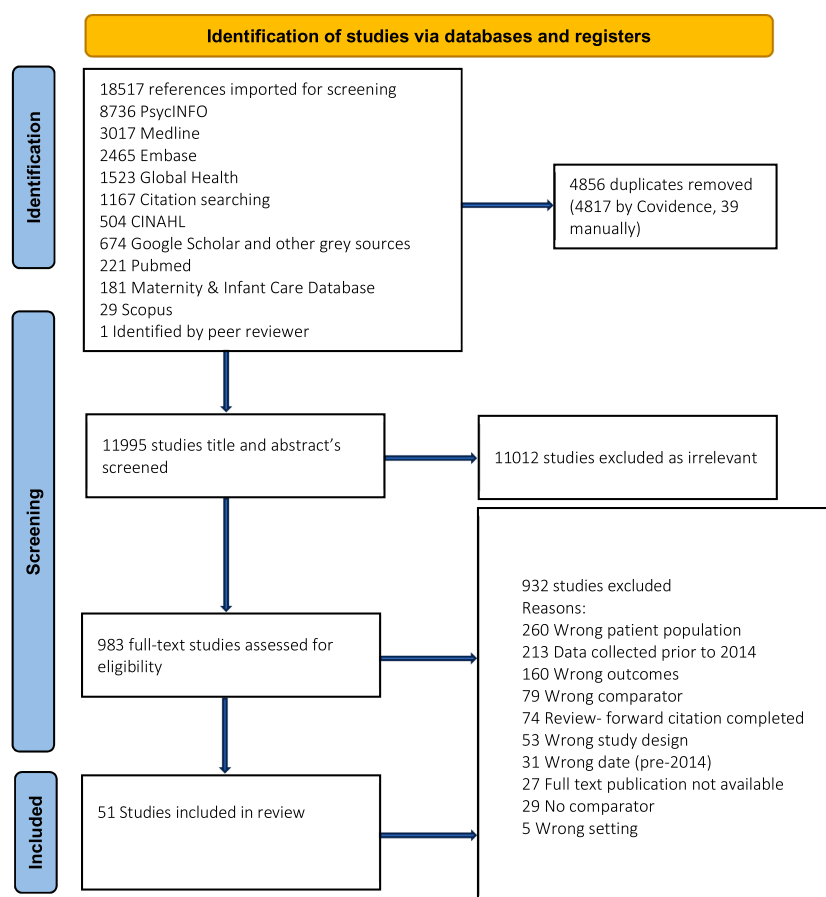 Identification of studies via databases and registers
Identification
18517 references imported for screening
8736 PsycINFO
3017 Medline
2465 Embase
1523 Global Health
1167 Citation searching
504 CINAHL
674 Google Scholar and other grey sources
221 Pubmed
181 Maternity & Infant Care Database
29 Scopus
1 Identified by peer reviewer
4856 duplicates removed
(4817 by Covidence, 39
manually)
Screening
11995 studies title and abstract's
screened
11012 studies excluded as irrelevant
983 full-text studies assessed for
eligibility
932 studies excluded
Reasons:
260 Wrong patient population
213 Data collected prior to 2014
160 Wrong outcomes
79 Wrong comparator
74 Review- forward citation completed
53 Wrong study design
31 Wrong date (pre-2014)
27 Full text publication not available
29 No comparator
5 Wrong setting
Included
51 Studies included in review